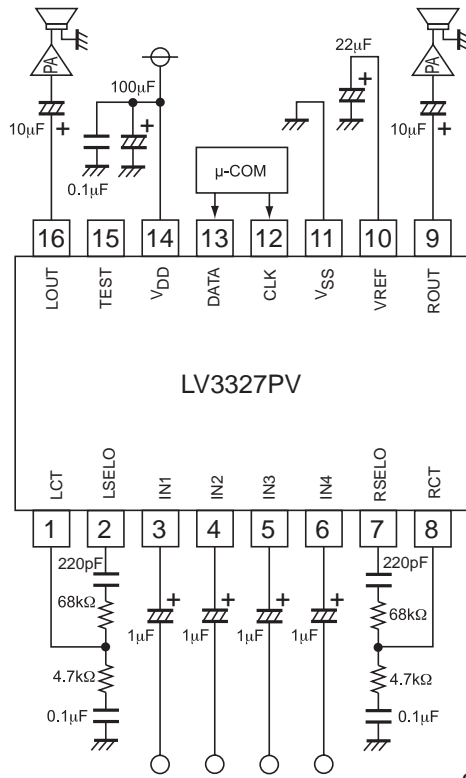 PA
PA
22μF
100μF
10μF +
+
+
+ 10μF
0.1μF
μ-COM
16 15 14 13 12 11 10 9
LOUT TEST VDD DATA CLK VSS VREF ROUT
LV3327PV
LCT LSELO IN1 IN2 IN3 IN4 RSELO RCT
1 2 3 4 5 6 7 8
220pF
220pF
68kΩ
+ + + +
68kΩ
1μF 1μF 1μF 1μF
4.7kΩ
4.7kΩ
0.1μF
0.1μF